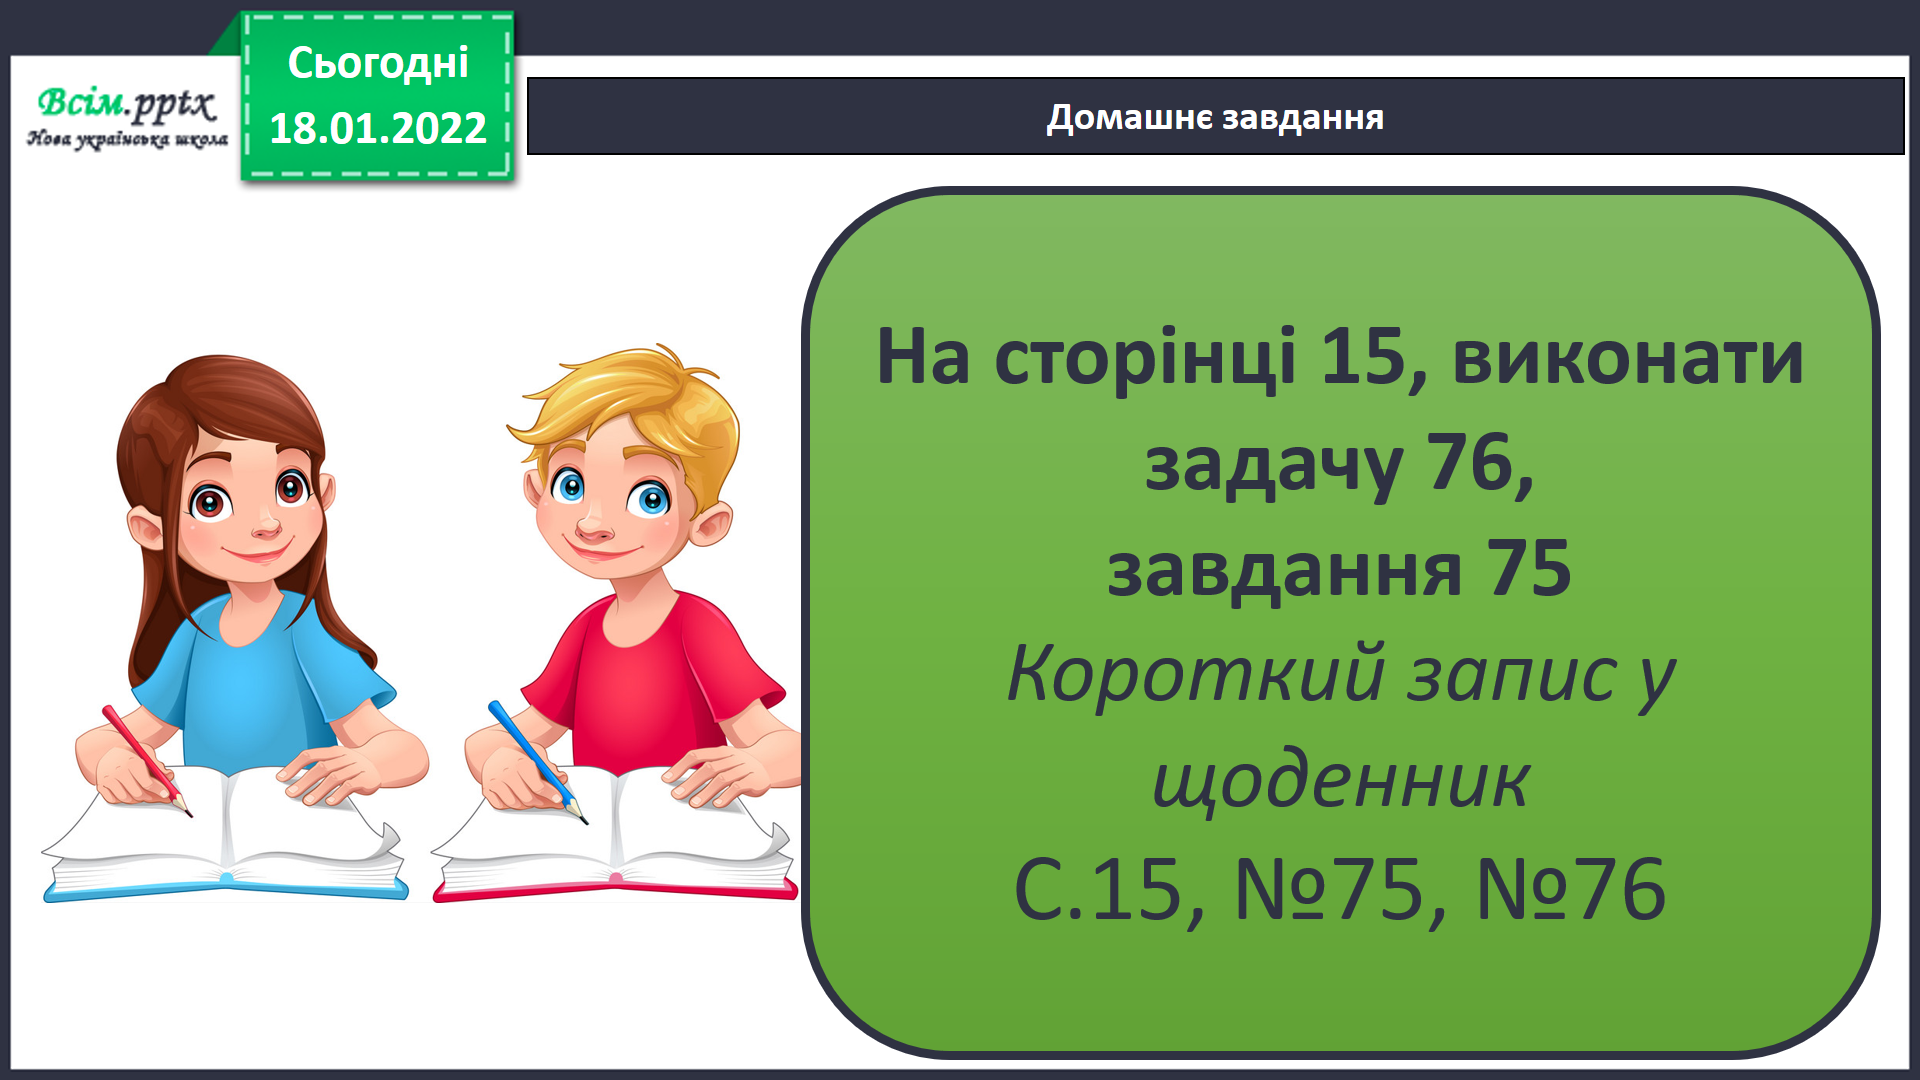 Сьогодні
18.01.2022
Всім.pptx
Нова українська школа
Домашнє завдання
На сторінці 15, виконати
задачу 76,
завдання 75
Короткий запис у
щоденник
С.15, №75, №76